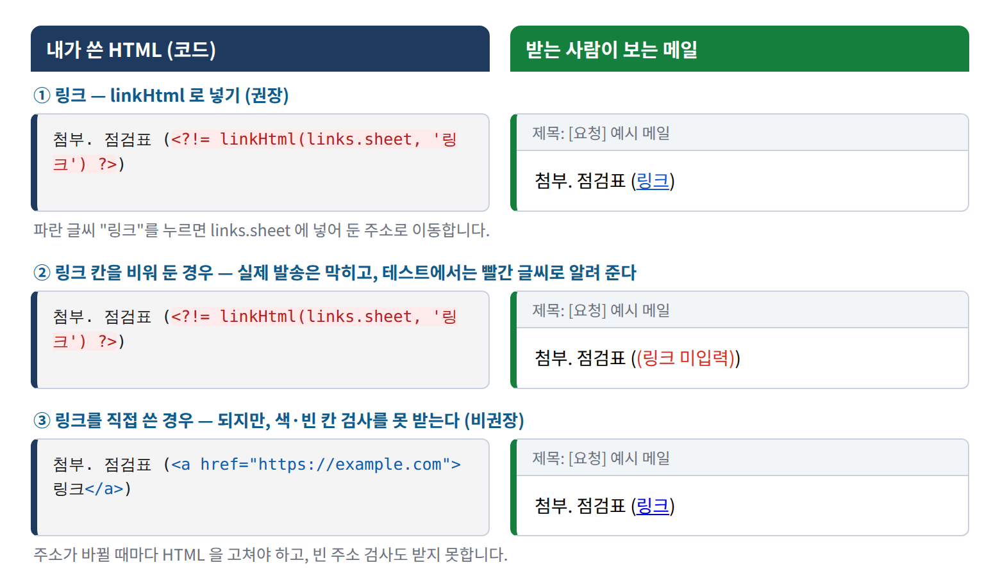 내가 쓴 HTML (코드)
받는 사람이 보는 메일
① 링크 — linkHtml 로 넣기 (권장)
첨부. 점검표 (<?!= linkHtml(links.sheet, '링
크') ?>)
제목: [요청] 예시 메일
첨부. 점검표 (링크)
파란 글씨 "링크"를 누르면 links.sheet 에 넣어 둔 주소로 이동합니다.
② 링크 칸을 비워 둔 경우 — 실제 발송은 막히고, 테스트에서는 빨간 글씨로 알려 준다
첨부. 점검표 (<?!= linkHtml(links.sheet, '링
크') ?>)
제목: [요청] 예시 메일
첨부. 점검표 ((링크 미입력))
③ 링크를 직접 쓴 경우 — 되지만, 색·빈 칸 검사를 못 받는다 (비권장)
첨부. 점검표 (<a href="https://example.com">
링크</a>)
제목: [요청] 예시 메일
첨부. 점검표 (링크)
주소가 바뀔 때마다 HTML 을 고쳐야 하고, 빈 주소 검사도 받지 못합니다.